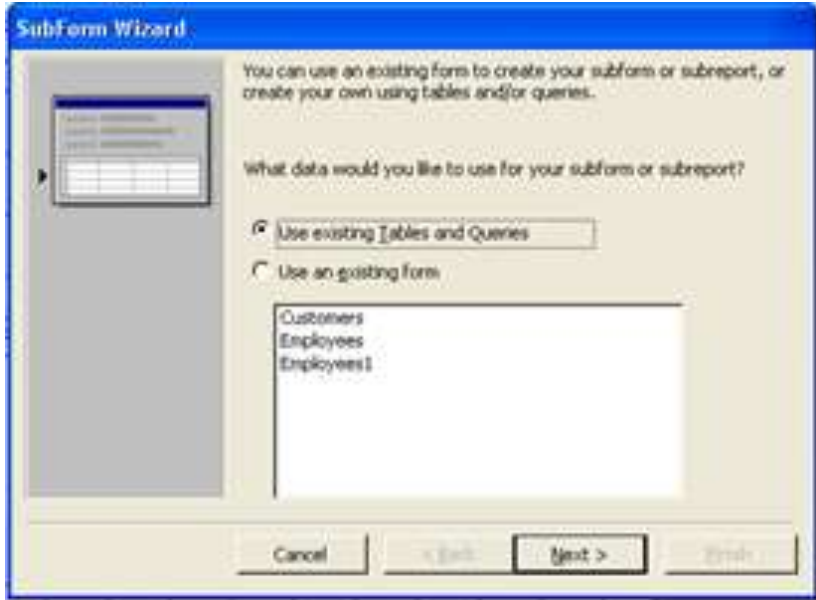 SubForm Wizard
You can use an existing form to create your subform or subreport, or
create your own using tables and/or queries.
What data would you like to use for your subform or subreport?
Use existing Tables and Queries
Use an existing form
Customers
Employees
Employees1
Cancel
< Back
Next >
Finish